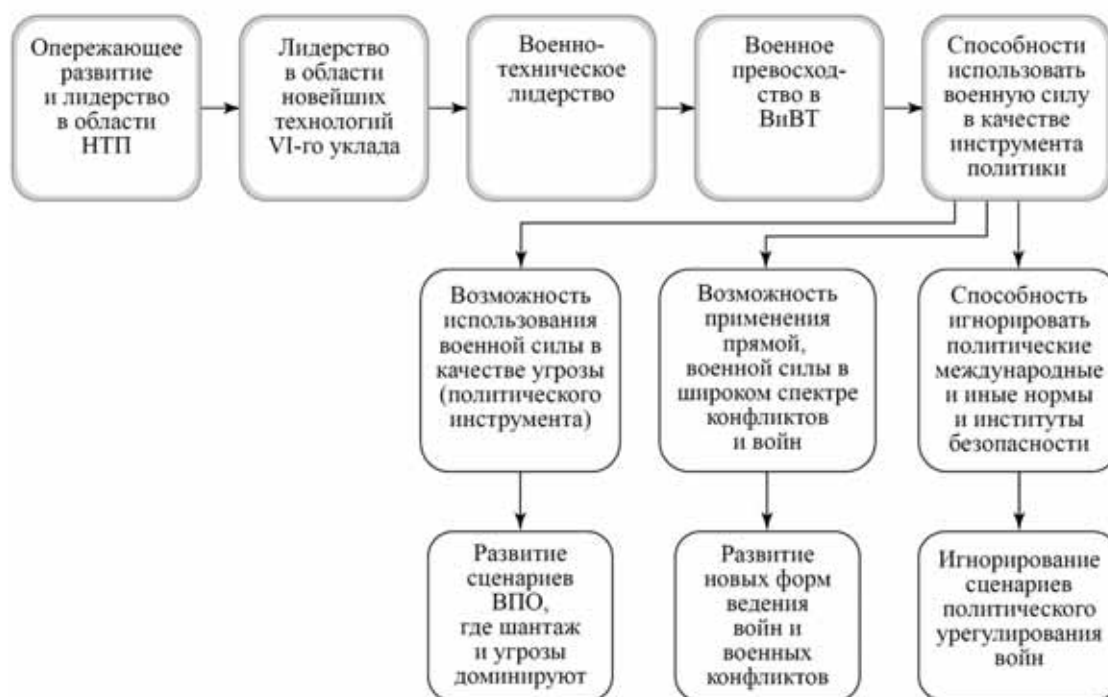 Опережающее
развитие
и лидерство
в области
НТП
Лидерство
в области
новейших
технологий
VI-го уклада
Военно-
техническое
лидерство
Военное
превосход-
ство в
ВиВТ
Способности
использовать
военную силу
в качестве
инструмента
политики
Возможность
использования
военной силы в
качестве угрозы
(политического
инструмента)
Возможность
применения
прямой,
военной силы в
широком спектре
конфликтов
и войн
Способность
игнорировать
политические
международные
и иные нормы
и институты
безопасности
Развитие
сценариев
ВПО,
где шантаж
и угрозы
доминируют
Развитие
новых форм
ведения
войн и
военных
конфликтов
Игнорирование
сценариев
политического
урегулирования
войн